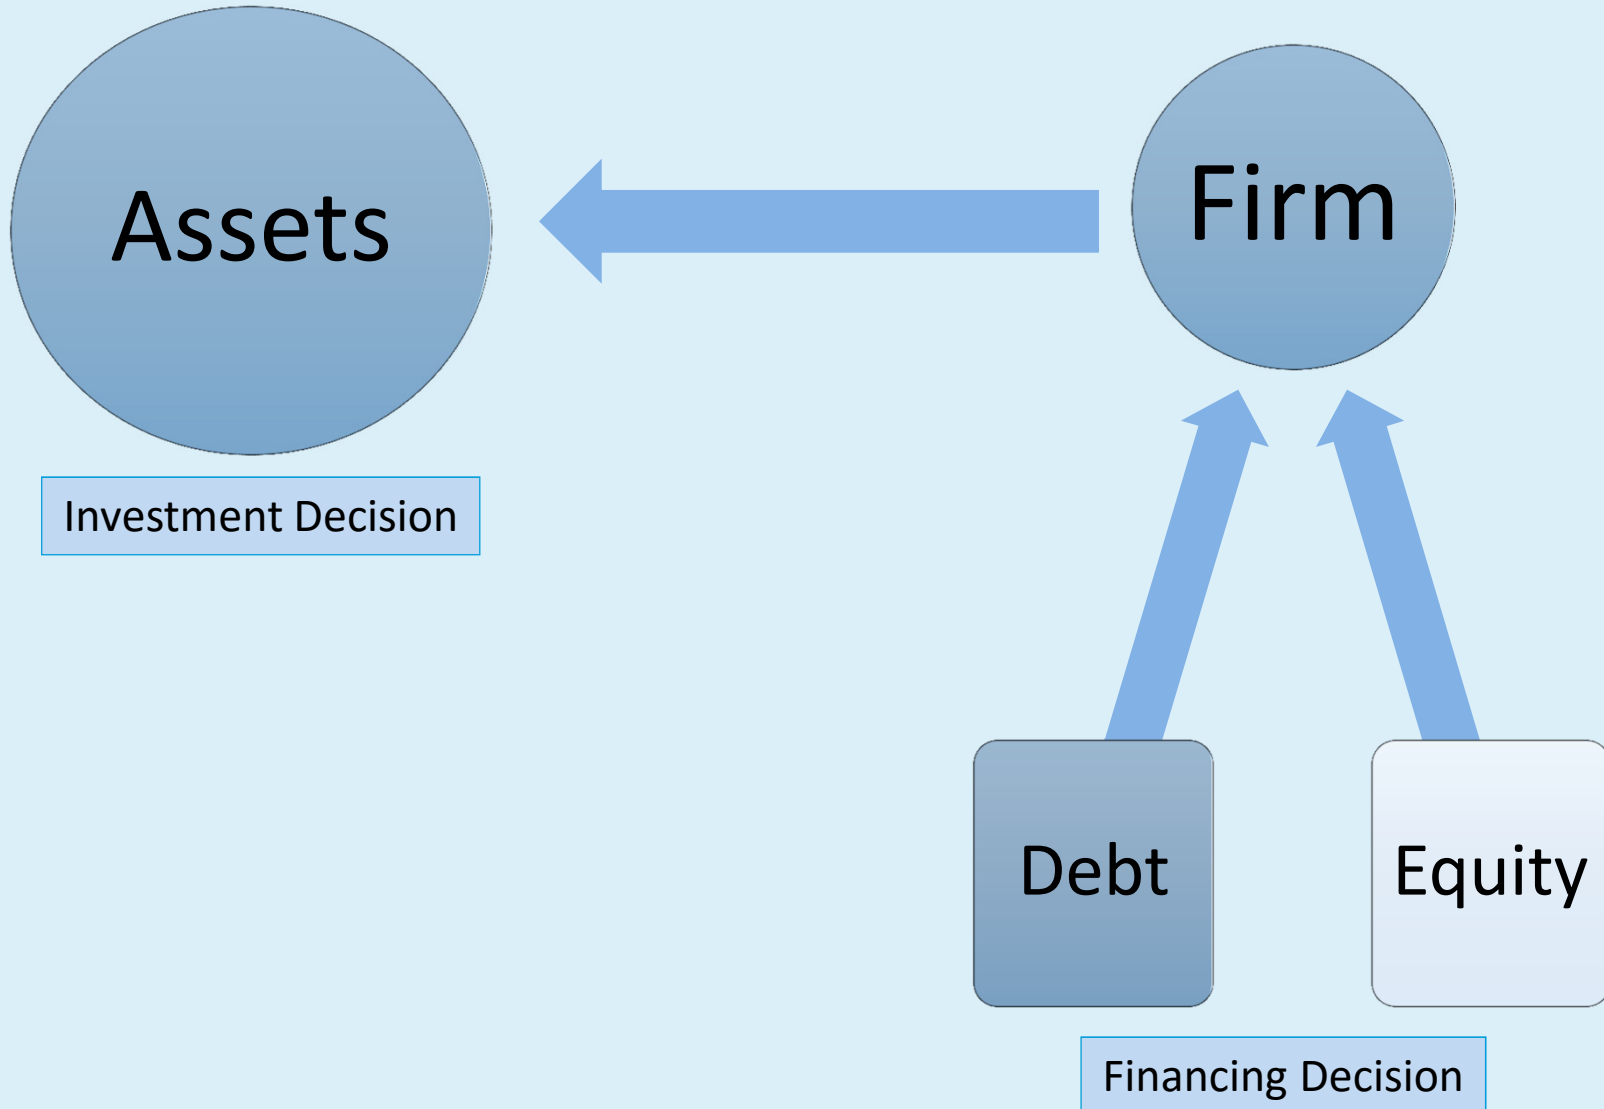 Assets
Firm
Investment Decision
Debt
Equity
Financing Decision